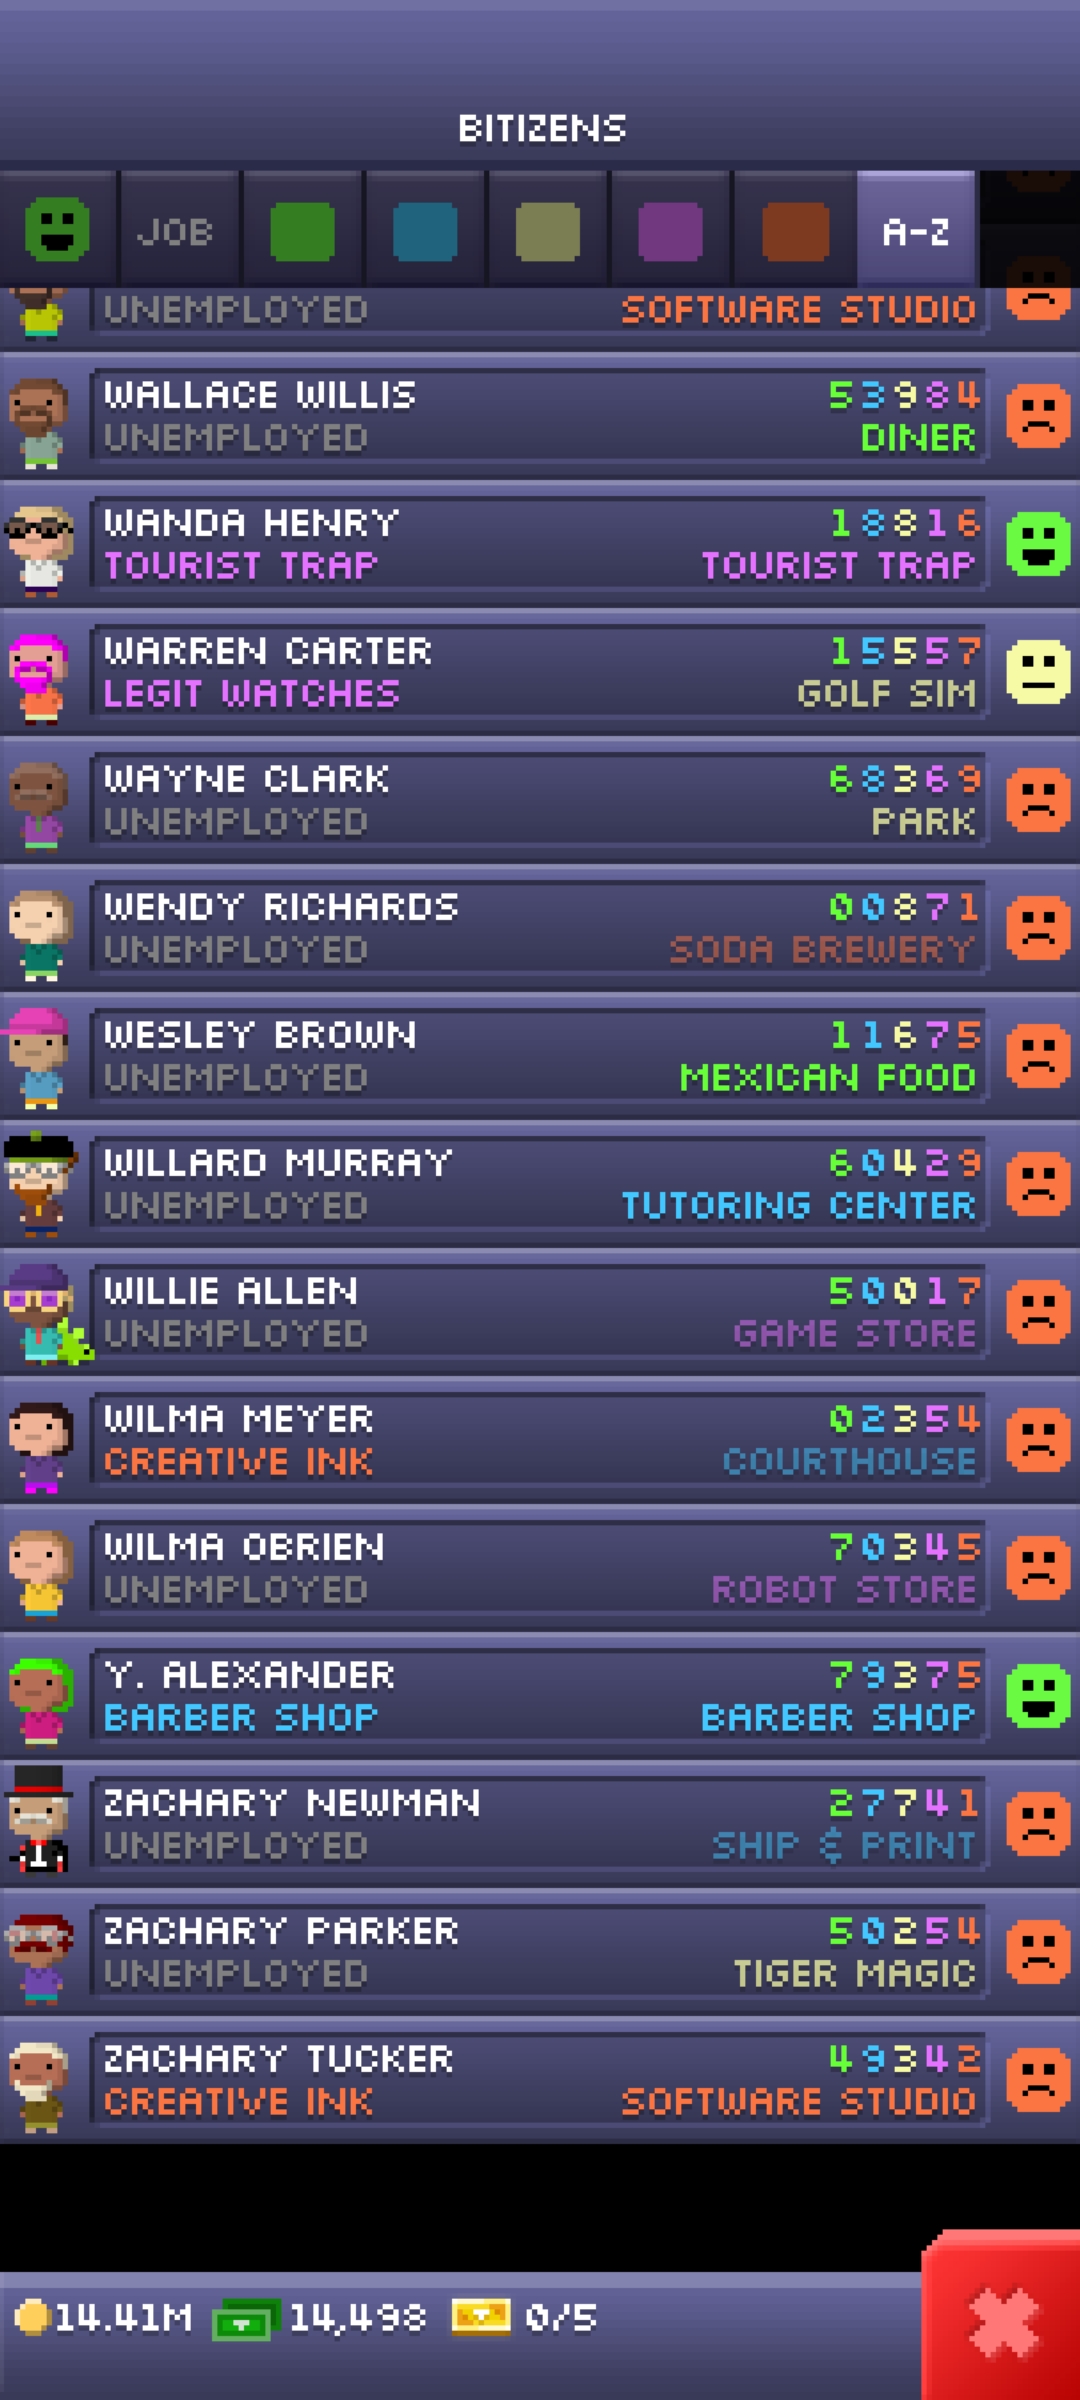 BITIZENS
JOB
A-Z
UNEMPLOYED SOFTWARE STUDIO
WALLACE WILLIS 53984
UNEMPLOYED DINER
WANDA HENRY 18816
TOURIST TRAP TOURIST TRAP
WARREN CARTER 15557
LEGIT WATCHES GOLF SIM
WAYNE CLARK 68369
UNEMPLOYED PARK
WENDY RICHARDS 00871
UNEMPLOYED SODA BREWERY
WESLEY BROWN 11675
UNEMPLOYED MEXICAN FOOD
WILLARD MURRAY 60429
UNEMPLOYED TUTORING CENTER
WILLIE ALLEN 50017
UNEMPLOYED GAME STORE
WILMA MEYER 02354
CREATIVE INK COURTHOUSE
WILMA OBRIEN 70345
UNEMPLOYED ROBOT STORE
Y. ALEXANDER 79375
BARBER SHOP BARBER SHOP
ZACHARY NEWMAN 27741
UNEMPLOYED SHIP & PRINT
ZACHARY PARKER 50254
UNEMPLOYED TIGER MAGIC
ZACHARY TUCKER 49342
CREATIVE INK SOFTWARE STUDIO
14.41M 14,498 0/5